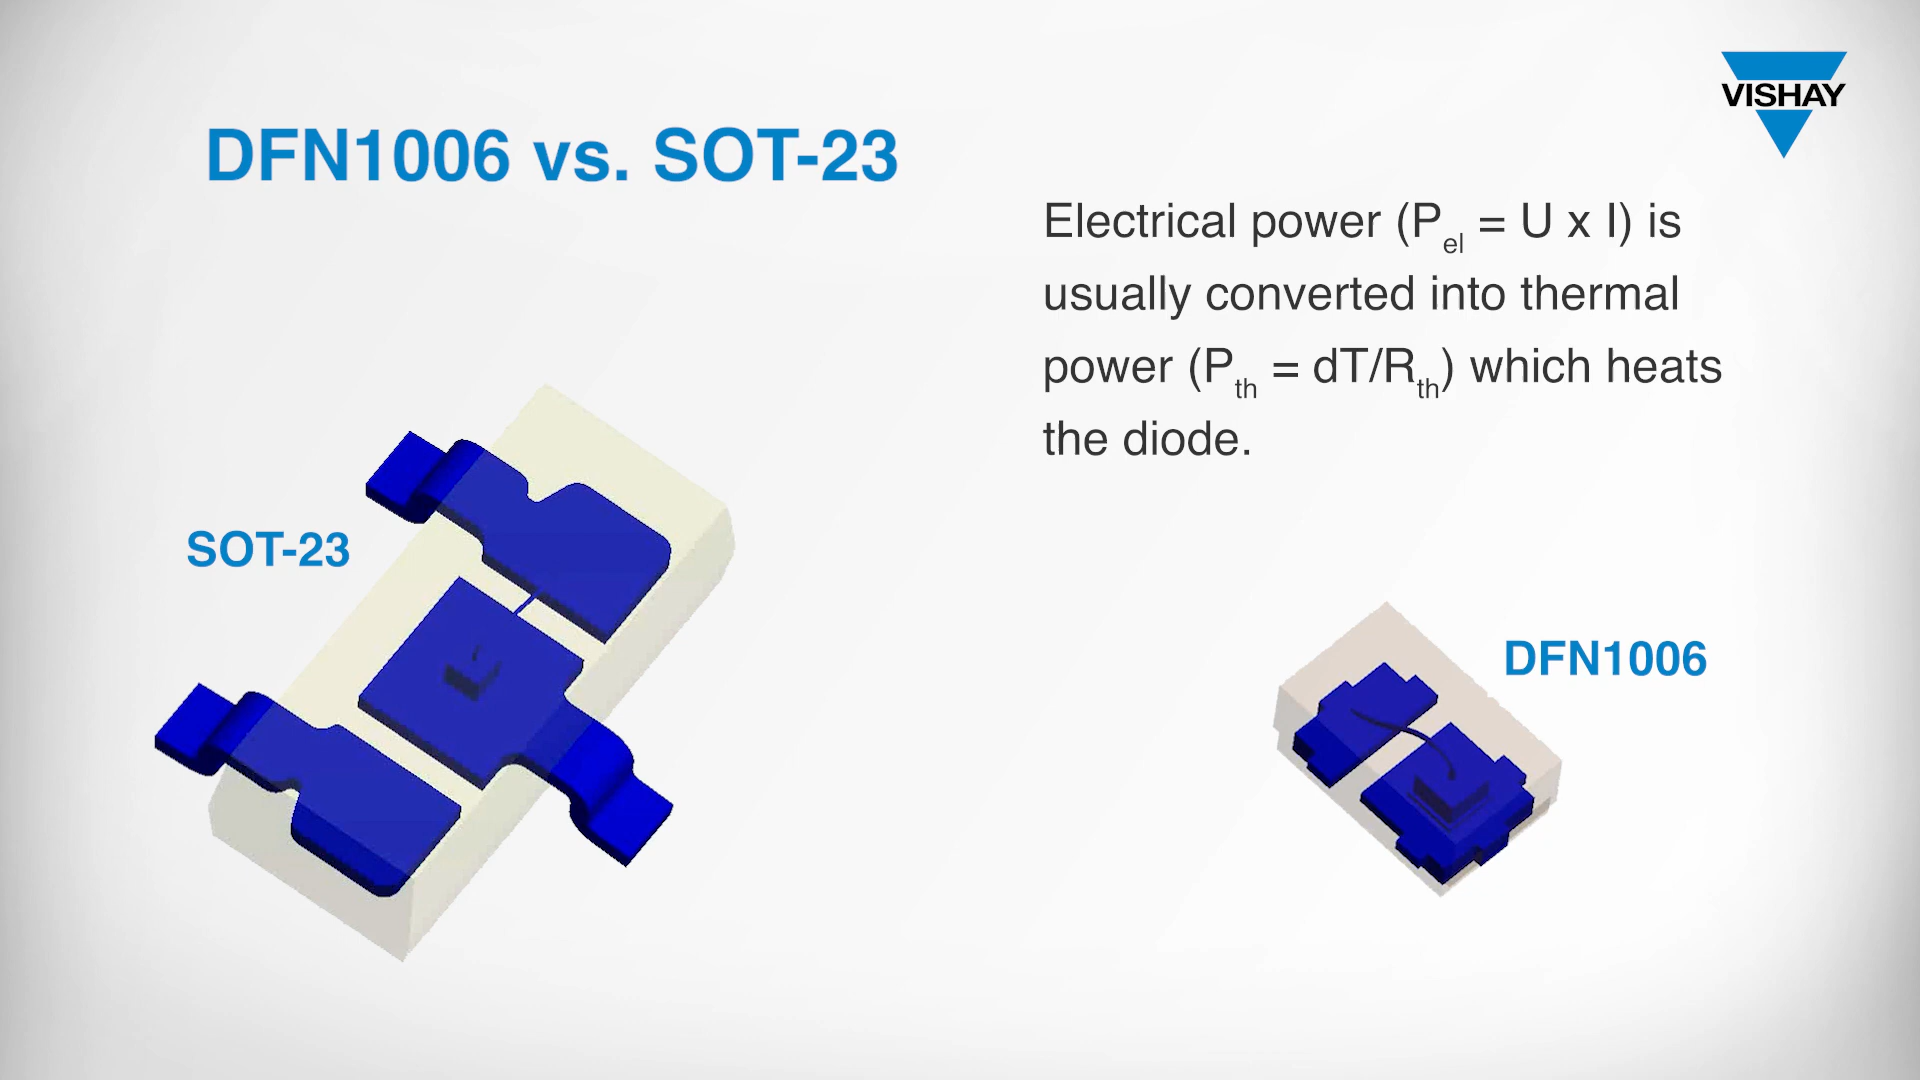 VISHAY
DFN1006 vs. SOT-23
Electrical power (Pel = U x I) is
usually converted into thermal
power (Pth = dT/Rth) which heats
the diode.
SOT-23
DFN1006